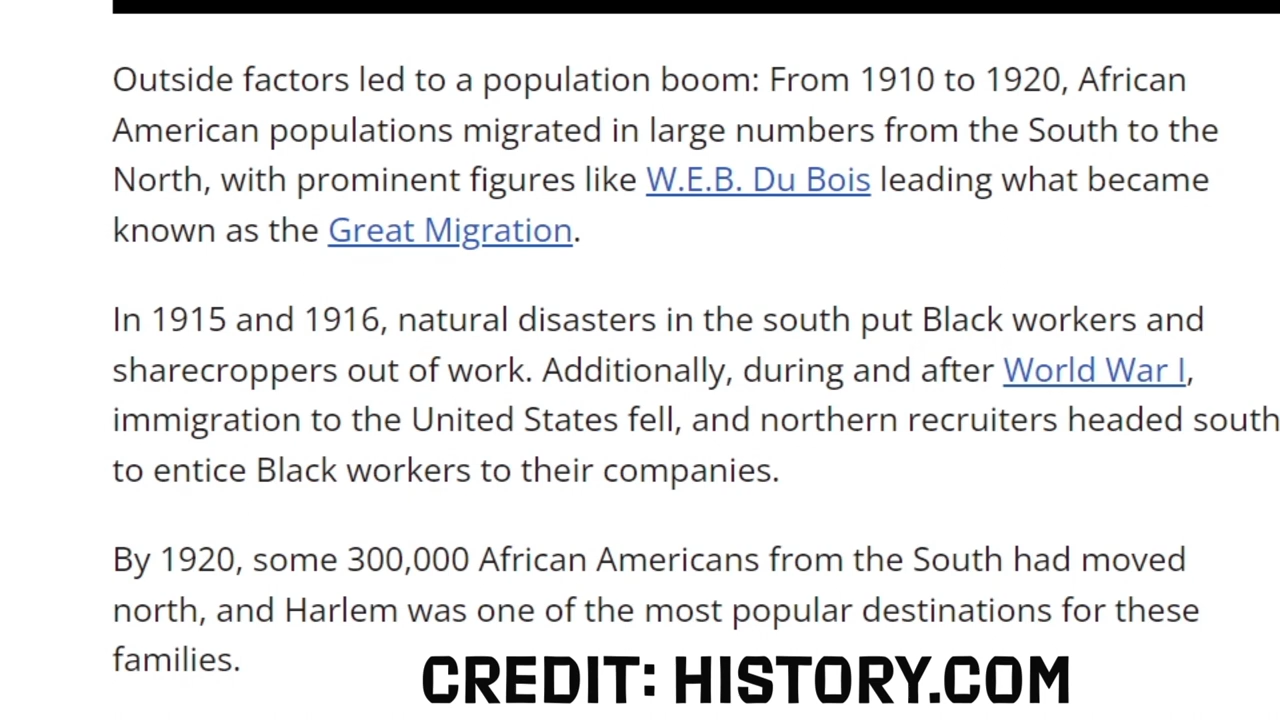 Outside factors led to a population boom: From 1910 to 1920, African
American populations migrated in large numbers from the South to the
North, with prominent figures like W.E.B. Du Bois leading what became
known as the Great Migration.
In 1915 and 1916, natural disasters in the south put Black workers and
sharecroppers out of work. Additionally, during and after World War I,
immigration to the United States fell, and northern recruiters headed south
to entice Black workers to their companies.
By 1920, some 300,000 African Americans from the South had moved
north, and Harlem was one of the most popular destinations for these
families.
CREDIT: HISTORY.COM